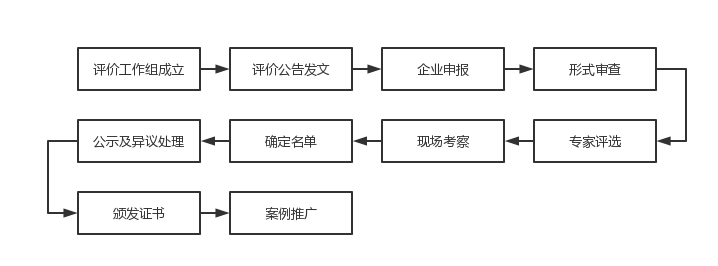 评价工作组成立
评价公告发文
企业申报
形式审查
专家评选
现场考察
确定名单
公示及异议处理
颁发证书
案例推广